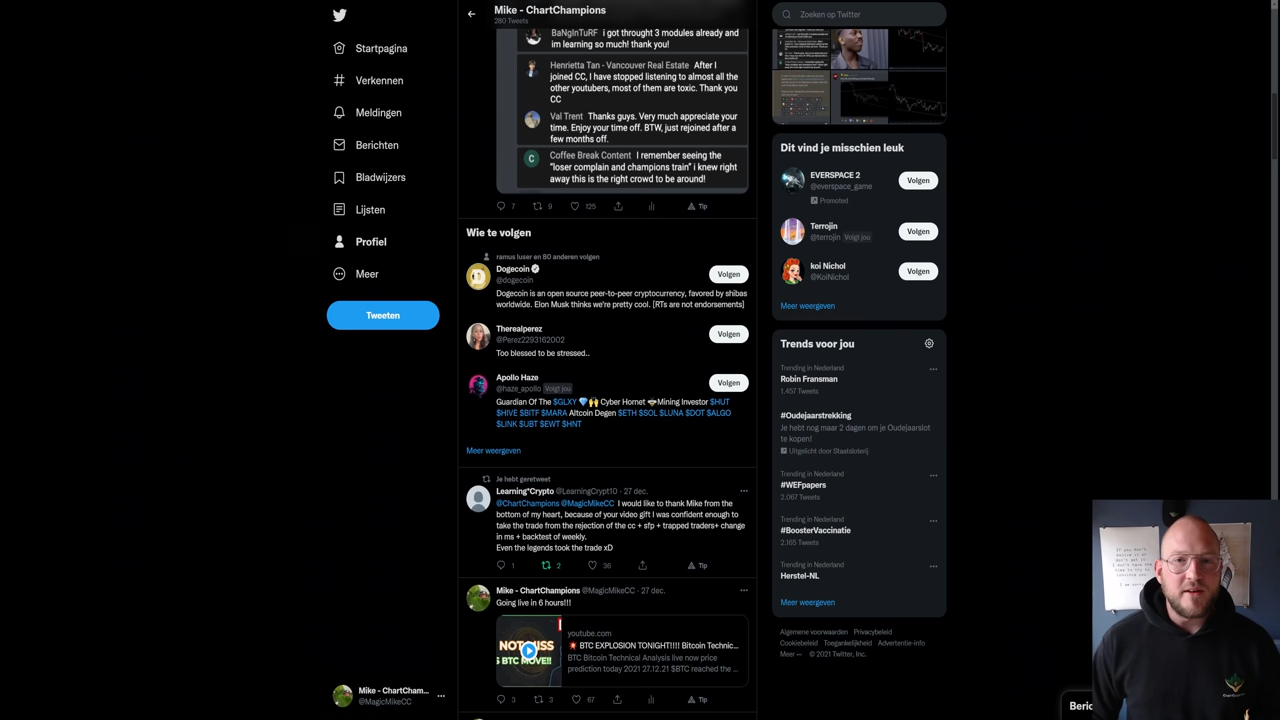 Startpagina
Verkennen
Meldingen
Berichten
Bladwijzers
Lijsten
Profiel
Meer
Tweeten
Mike - ChartCham...
@MagicMikeCC
Mike - ChartChampions
280 Tweets
BaNgInTuRF i got throught 3 modules already and
im learning so much! thank you!
Henrietta Tan - Vancouver Real Estate After I
joined CC, I have stopped listening to almost all the
other youtubers, most of them are toxic. Thank you
CC
Val Trent Thanks guys. Very much appreciate your
time. Enjoy your time off. BTW, just rejoined after a
few months off.
C
Coffee Break Content I remember seeing the
"loser complain and champions train" i knew right
away this is the right crowd to be around!
7 9 125 Tip
Wie te volgen
ramus luser en 80 anderen volgen
Dogecoin
@dogecoin
Volgen
Dogecoin is an open source peer-to-peer cryptocurrency, favored by shibas
worldwide. Elon Musk thinks we're pretty cool. [RTs are not endorsements]
Therealperez
@Perez2293162002
Volgen
Too blessed to be stressed..
Apollo Haze
@haze_apollo Volgt jou
Volgen
Guardian Of The $GLXY 💎🙌 Cyber Hornet Mining Investor $HUT
$HIVE $BITF $MARA Altcoin Degen $ETH $SOL $LUNA $DOT $ALGO
$LINK $UBT $EWT $HNT
Meer weergeven
Je hebt geretweet
Learning*Crypto @LearningCrypt10 · 27 dec.
@ChartChampions @MagicMikeCC I would like to thank Mike from the
bottom of my heart, because of your video gift I was confident enough to
take the trade from the rejection of the cc + sfp + trapped traders+ change
in ms + backtest of weekly.
Even the legends took the trade xD
1 2 36 Tip
Mike - ChartChampions @MagicMikeCC · 27 dec.
Going live in 6 hours!!!
NOT MISS
S BTC MOVE!!
youtube.com
💥 BTC EXPLOSION TONIGHT!!!! Bitcoin Technic...
BTC Bitcoin Technical Analysis live now price
prediction today 2021 27.12.21 $BTC reached the ...
3 3 67 Tip
Zoeken op Twitter
Dit vind je misschien leuk
EVERSPACE 2
@everspace_game
Promoted
Volgen
Terrojin
@terrojin Volgt jou
Volgen
koi Nichol
@KoiNichol
Volgen
Meer weergeven
Trends voor jou
Trending in Nederland
Robin Fransman
1.457 Tweets
#Oudejaarstrekking
Je hebt nog maar 2 dagen om je Oudejaarslot
te kopen!
Uitgelicht door Staatsloterij
Trending in Nederland
#WEFpapers
2.067 Tweets
Trending in Nederland
#BoosterVaccinatie
2.165 Tweets
Trending in Nederland
Herstel-NL
Meer weergeven
Algemene voorwaarden Privacybeleid
Cookiebeleid Toegankelijkheid Advertentie-info
Meer ··· © 2021 Twitter, Inc.
Beric